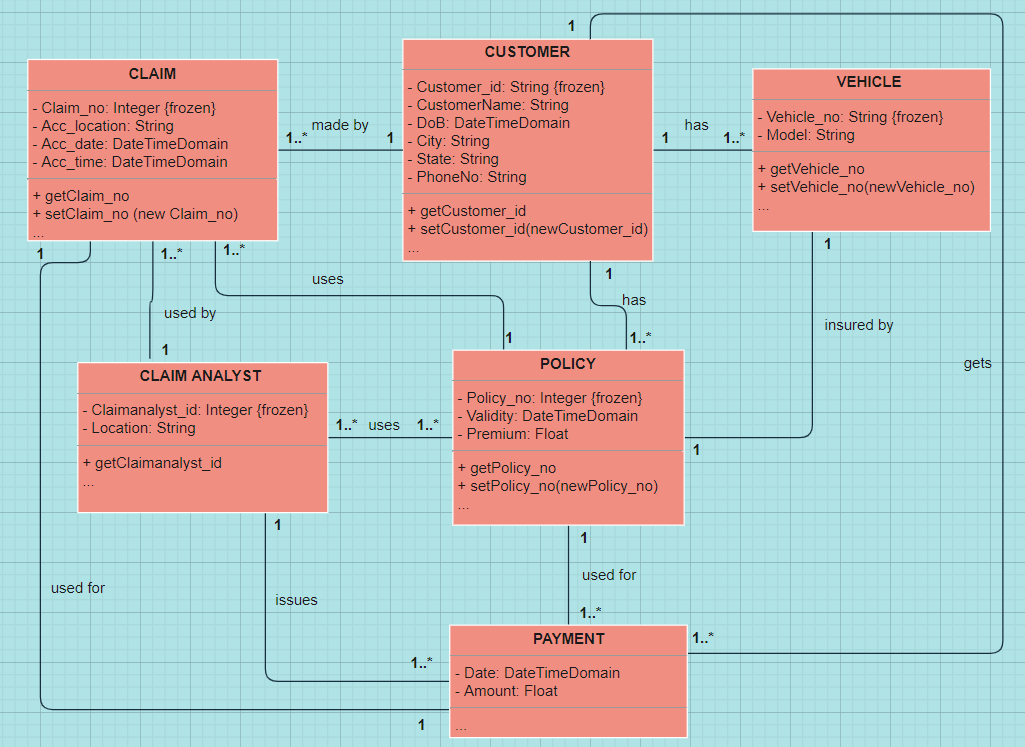 1
CUSTOMER
- Customer_id: String {frozen}
- CustomerName: String
- DoB: DateTimeDomain
- City: String
- State: String
- PhoneNo: String
+ getCustomer_id
+ setCustomer_id(newCustomer_id)
...
CLAIM
- Claim_no: Integer {frozen}
- Acc_location: String
- Acc_date: DateTimeDomain
- Acc_time: DateTimeDomain
+ getClaim_no
+ setClaim_no (new Claim_no)
...
1..* made by 1
VEHICLE
- Vehicle_no: String {frozen}
- Model: String
+ getVehicle_no
+ setVehicle_no(newVehicle_no)
...
1 has 1..*
1
1..*
1..*
1
1
uses
has
used by
insured by
1
1
1..*
gets
CLAIM ANALYST
- Claimanalyst_id: Integer {frozen}
- Location: String
+ getClaimanalyst_id
...
1..* uses 1..*
POLICY
- Policy_no: Integer {frozen}
- Validity: DateTimeDomain
- Premium: Float
+ getPolicy_no
+ setPolicy_no(newPolicy_no)
...
1
1
1
used for
used for
issues
1..*
1..*
1..*
PAYMENT
- Date: DateTimeDomain
- Amount: Float
...
1